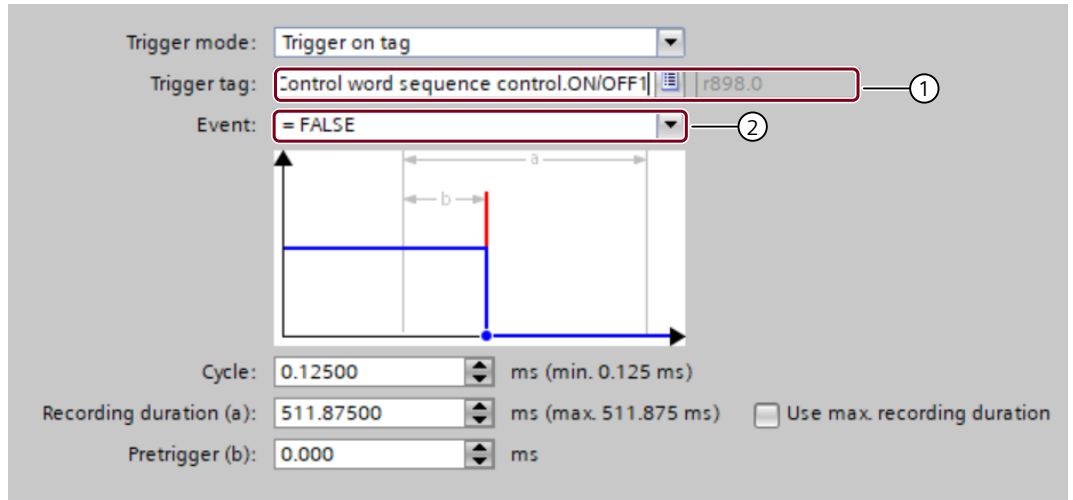 Trigger mode: Trigger on tag
Trigger tag: Control word sequence control.ON/OFF1 r898.0 1
Event: = FALSE 2
a
b
Cycle: 0.12500 ms (min. 0.125 ms)
Recording duration (a): 511.87500 ms (max. 511.875 ms) Use max. recording duration
Pretrigger (b): 0.000 ms